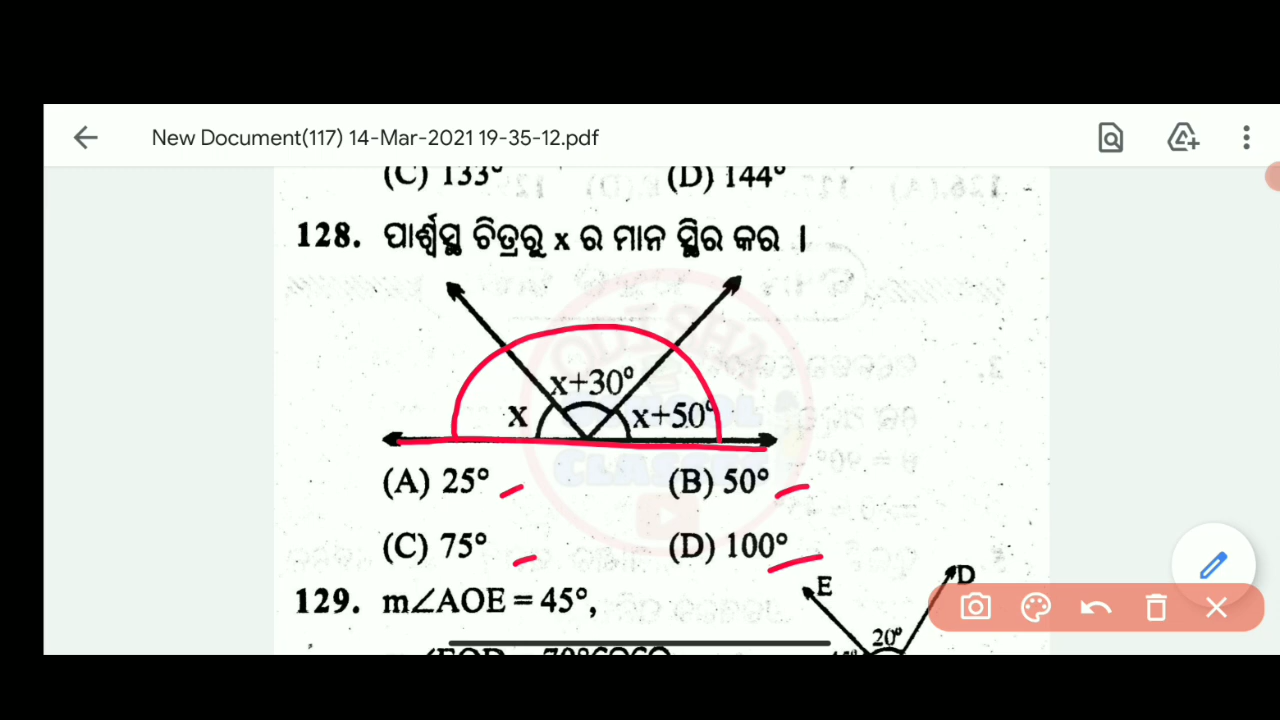 New Document(117) 14-Mar-2021 19-35-12.pdf
(C) 133° (D) 144°
128. ପାର୍ଶ୍ୱସ୍ଥ ଚିତ୍ରରୁ x ର ମାନ ସ୍ଥିର କର ।
x+30°
x x+50°
(A) 25° (B) 50°
(C) 75° (D) 100°
129. m∠AOE = 45°,
E D
20°